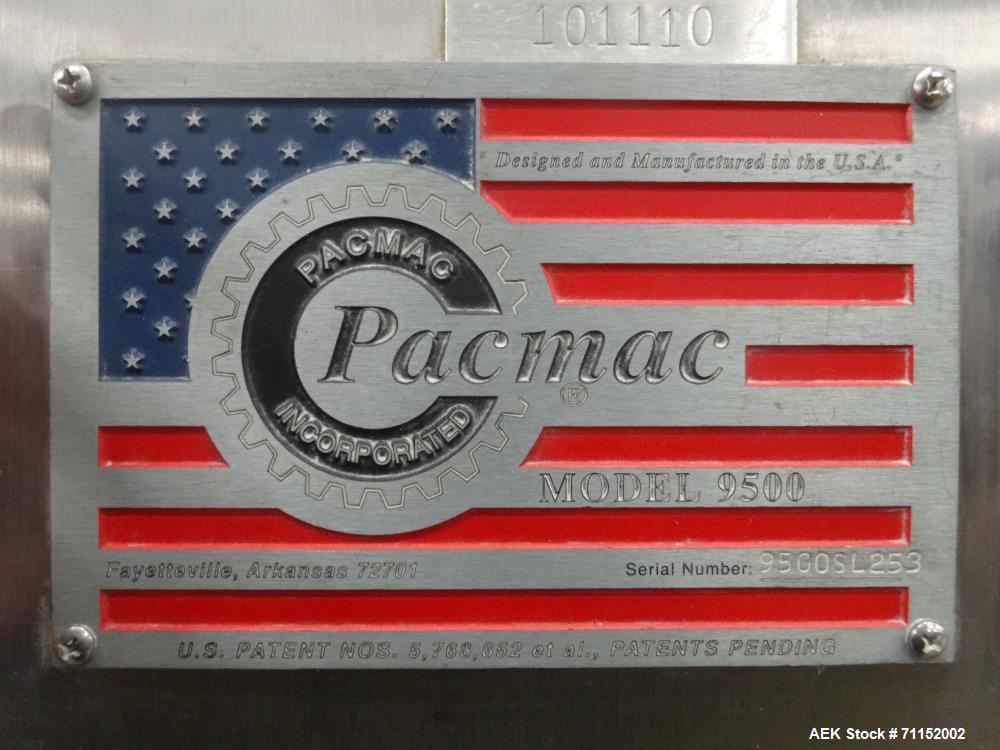 101110
" Designed and Manufactured in the U.S.A."
PACMAC
Pacmac®
INCORPORATED
MODEL 9500
Fayetteville, Arkansas 72701
Serial Number: 9500SL253
U.S. PATENT NOS. 5,768,852 et al., PATENTS PENDING
AEK Stock # 71152002